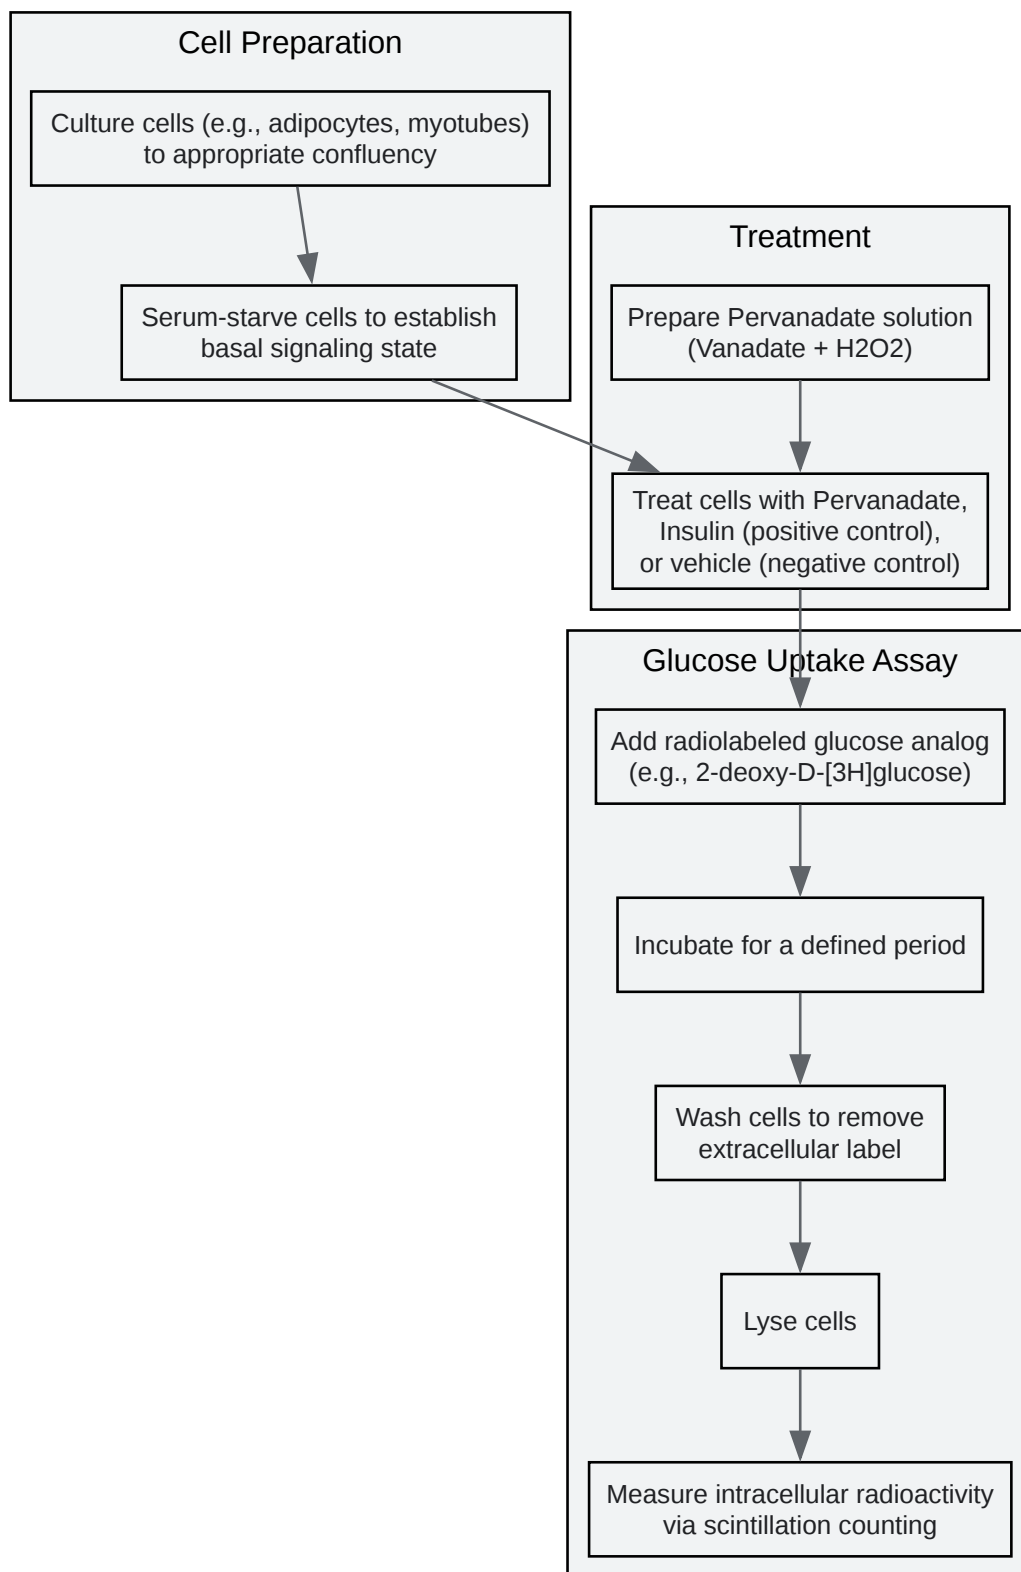 Cell Preparation
Culture cells (e.g., adipocytes, myotubes)
to appropriate confluency
Serum-starve cells to establish
basal signaling state
Treatment
Prepare Pervanadate solution
(Vanadate + H2O2)
Treat cells with Pervanadate,
Insulin (positive control),
or vehicle (negative control)
Glucose Uptake Assay
Add radiolabeled glucose analog
(e.g., 2-deoxy-D-[3H]glucose)
Incubate for a defined period
Wash cells to remove
extracellular label
Lyse cells
Measure intracellular radioactivity
via scintillation counting